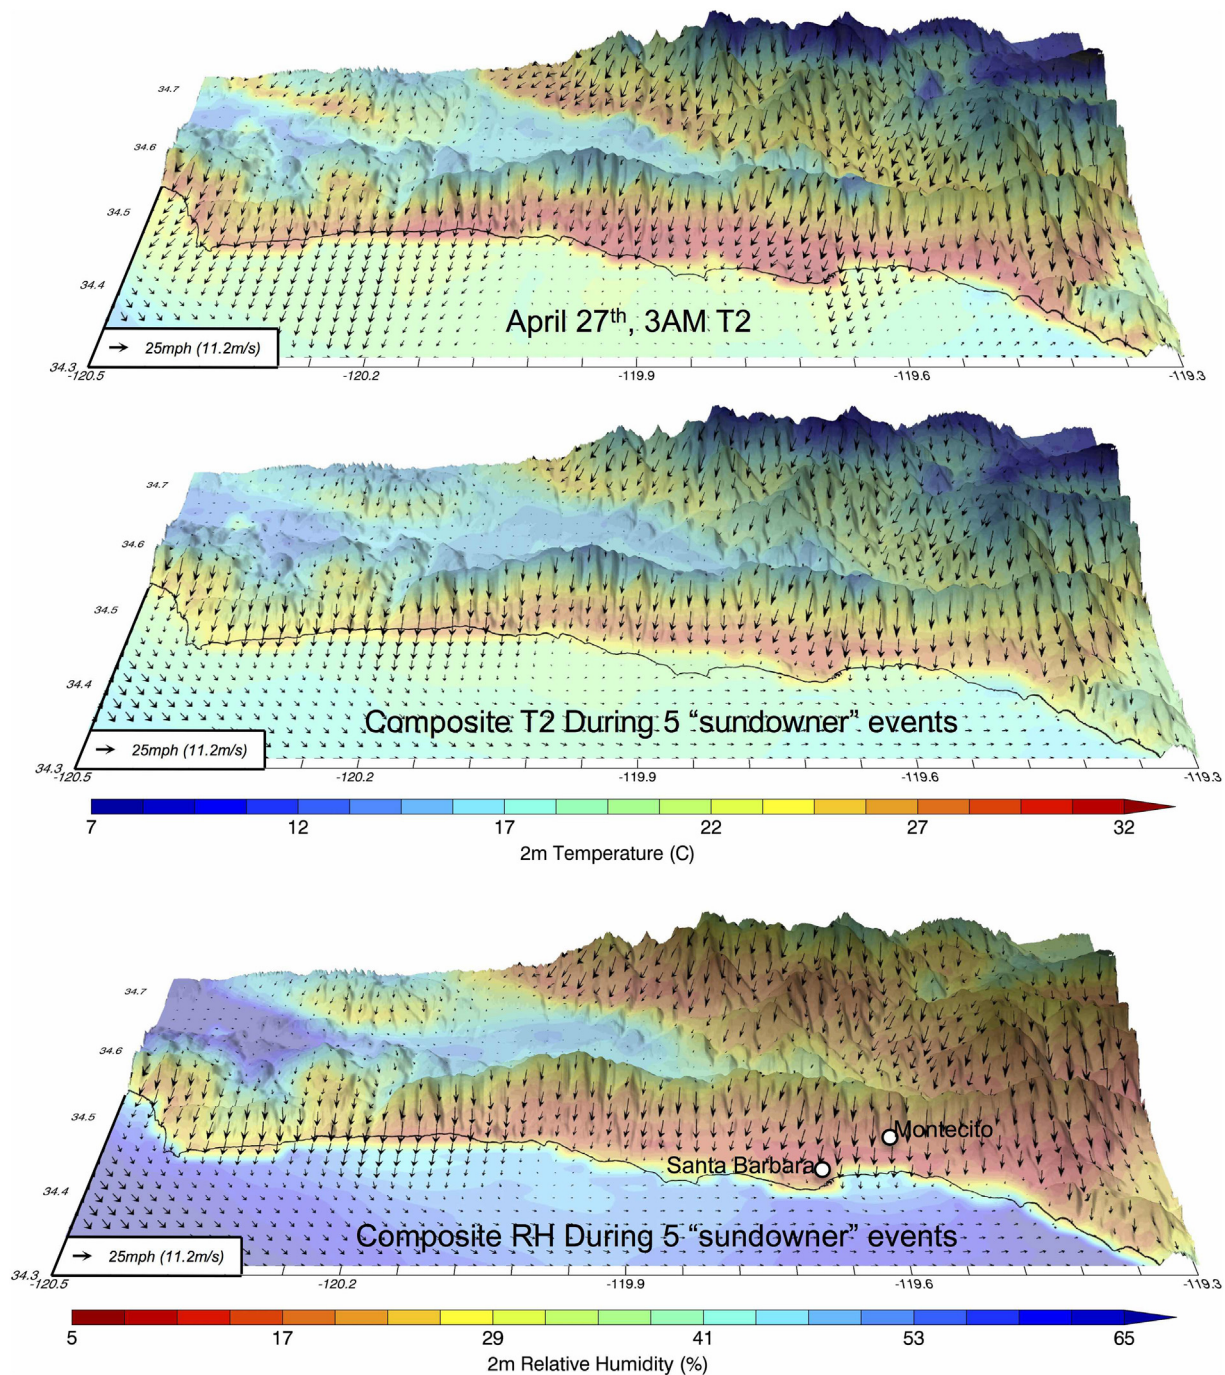 34.7
34.6
34.5
34.4
34.3
April 27th, 3AM T2
25mph (11.2m/s)
-120.5 -120.2 -119.9 -119.6 -119.3
34.7
34.6
34.5
34.4
34.3
Composite T2 During 5 “sundowner” events
25mph (11.2m/s)
-120.5 -120.2 -119.9 -119.6 -119.3
7 12 17 22 27 32
2m Temperature (C)
34.7
34.6
34.5
34.4
34.3
Montecito
Santa Barbara
Composite RH During 5 “sundowner” events
25mph (11.2m/s)
-120.5 -120.2 -119.9 -119.6 -119.3
5 17 29 41 53 65
2m Relative Humidity (%)